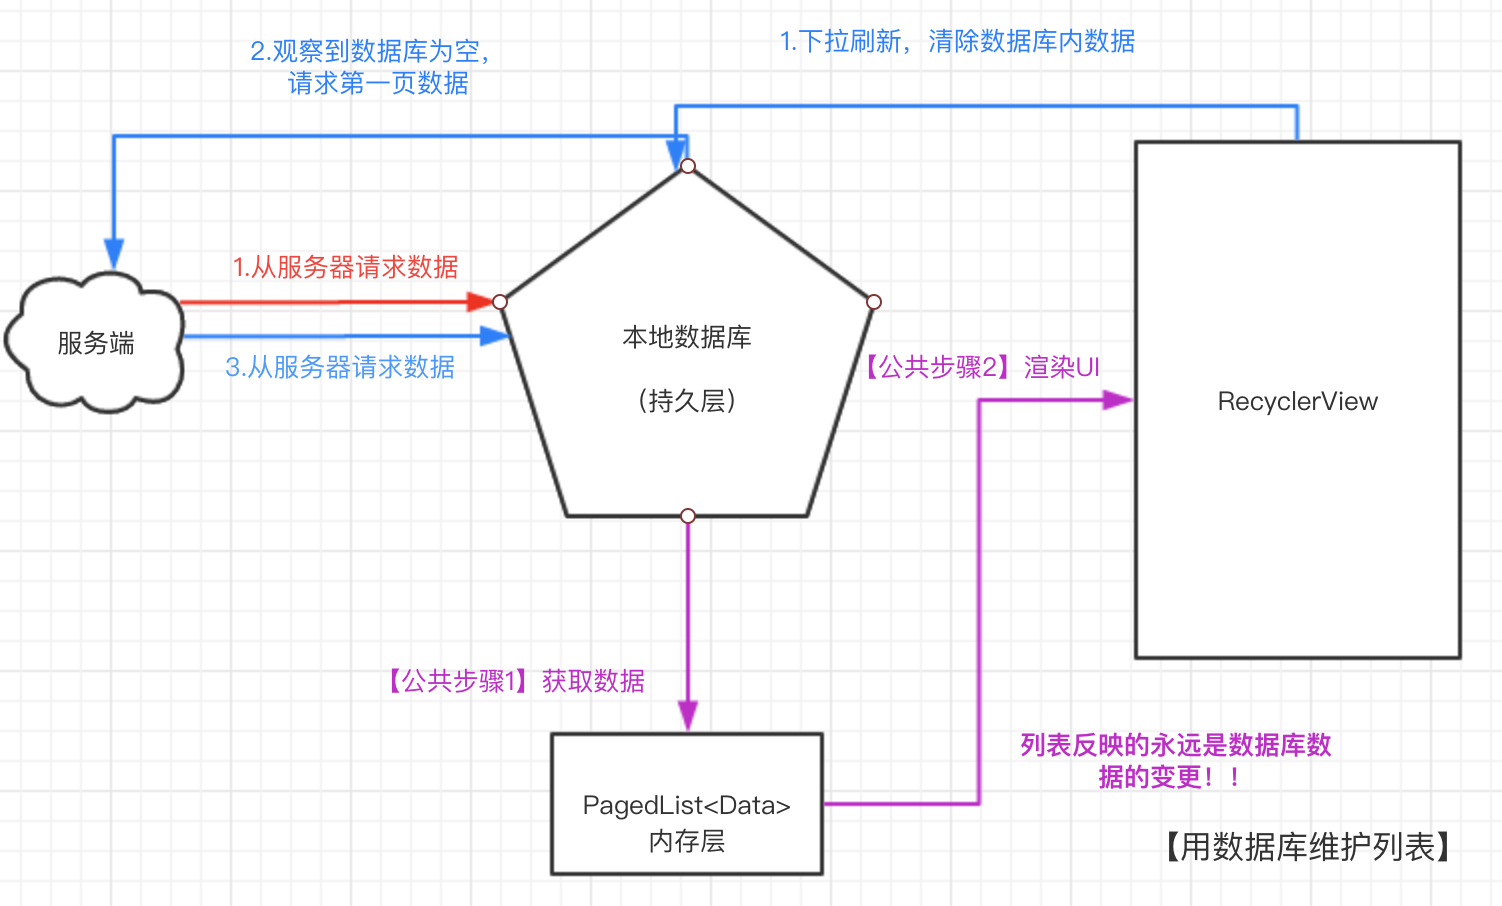 1.下拉刷新，清除数据库内数据
2.观察到数据库为空，
请求第一页数据
1.从服务器请求数据
服务端
3.从服务器请求数据
本地数据库
（持久层）
【公共步骤2】渲染UI
RecyclerView
【公共步骤1】获取数据
列表反映的永远是数据库数
据的变更！！
PagedList<Data>
内存层
【用数据库维护列表】